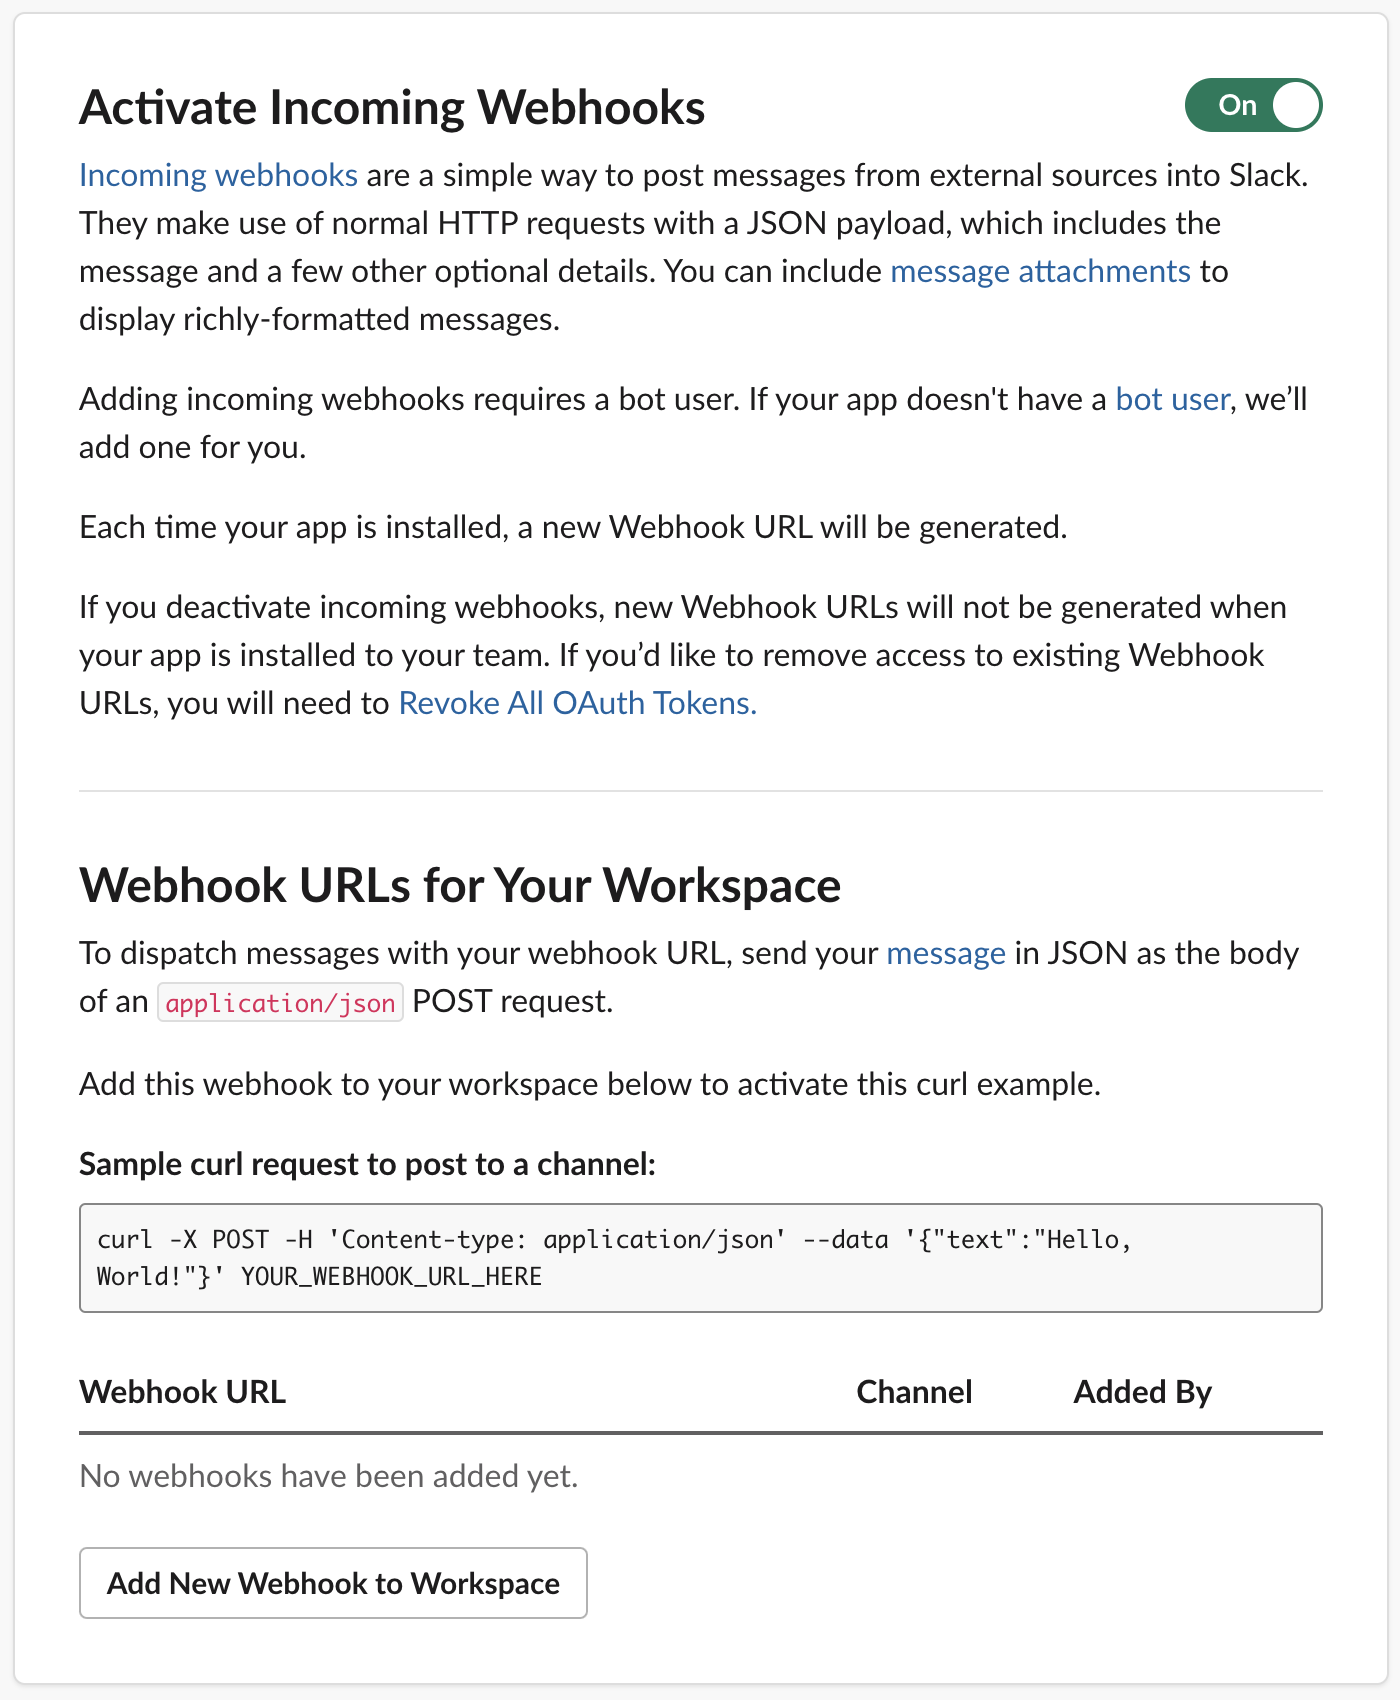 Activate Incoming Webhooks
On
Incoming webhooks are a simple way to post messages from external sources into Slack.
They make use of normal HTTP requests with a JSON payload, which includes the
message and a few other optional details. You can include message attachments to
display richly-formatted messages.
Adding incoming webhooks requires a bot user. If your app doesn't have a bot user, we’ll
add one for you.
Each time your app is installed, a new Webhook URL will be generated.
If you deactivate incoming webhooks, new Webhook URLs will not be generated when
your app is installed to your team. If you’d like to remove access to existing Webhook
URLs, you will need to Revoke All OAuth Tokens.
Webhook URLs for Your Workspace
To dispatch messages with your webhook URL, send your message in JSON as the body
of an application/json POST request.
Add this webhook to your workspace below to activate this curl example.
Sample curl request to post to a channel:
curl -X POST -H 'Content-type: application/json' --data '{"text":"Hello,
World!"}' YOUR_WEBHOOK_URL_HERE
Webhook URL Channel Added By
No webhooks have been added yet.
Add New Webhook to Workspace